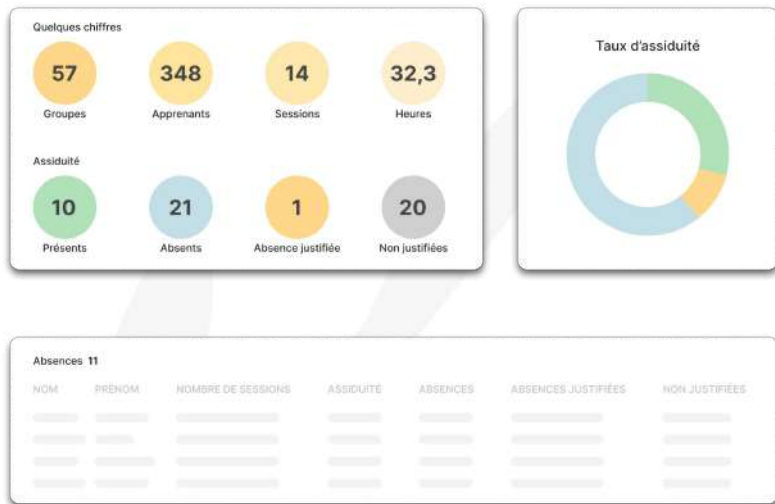 Quelques chiffres
57 348 14 32,3
Groupes Apprenants Sessions Heures
Assiduité
10 21 1 20
Présents Absents Absence justifiée Non justifiées
Taux d'assiduité
Absences 11
NOM PRÉNOM NOMBRE DE SESSIONS ASSIDUITÉ ABSENCES ABSENCES JUSTIFIÉES NON JUSTIFIÉES